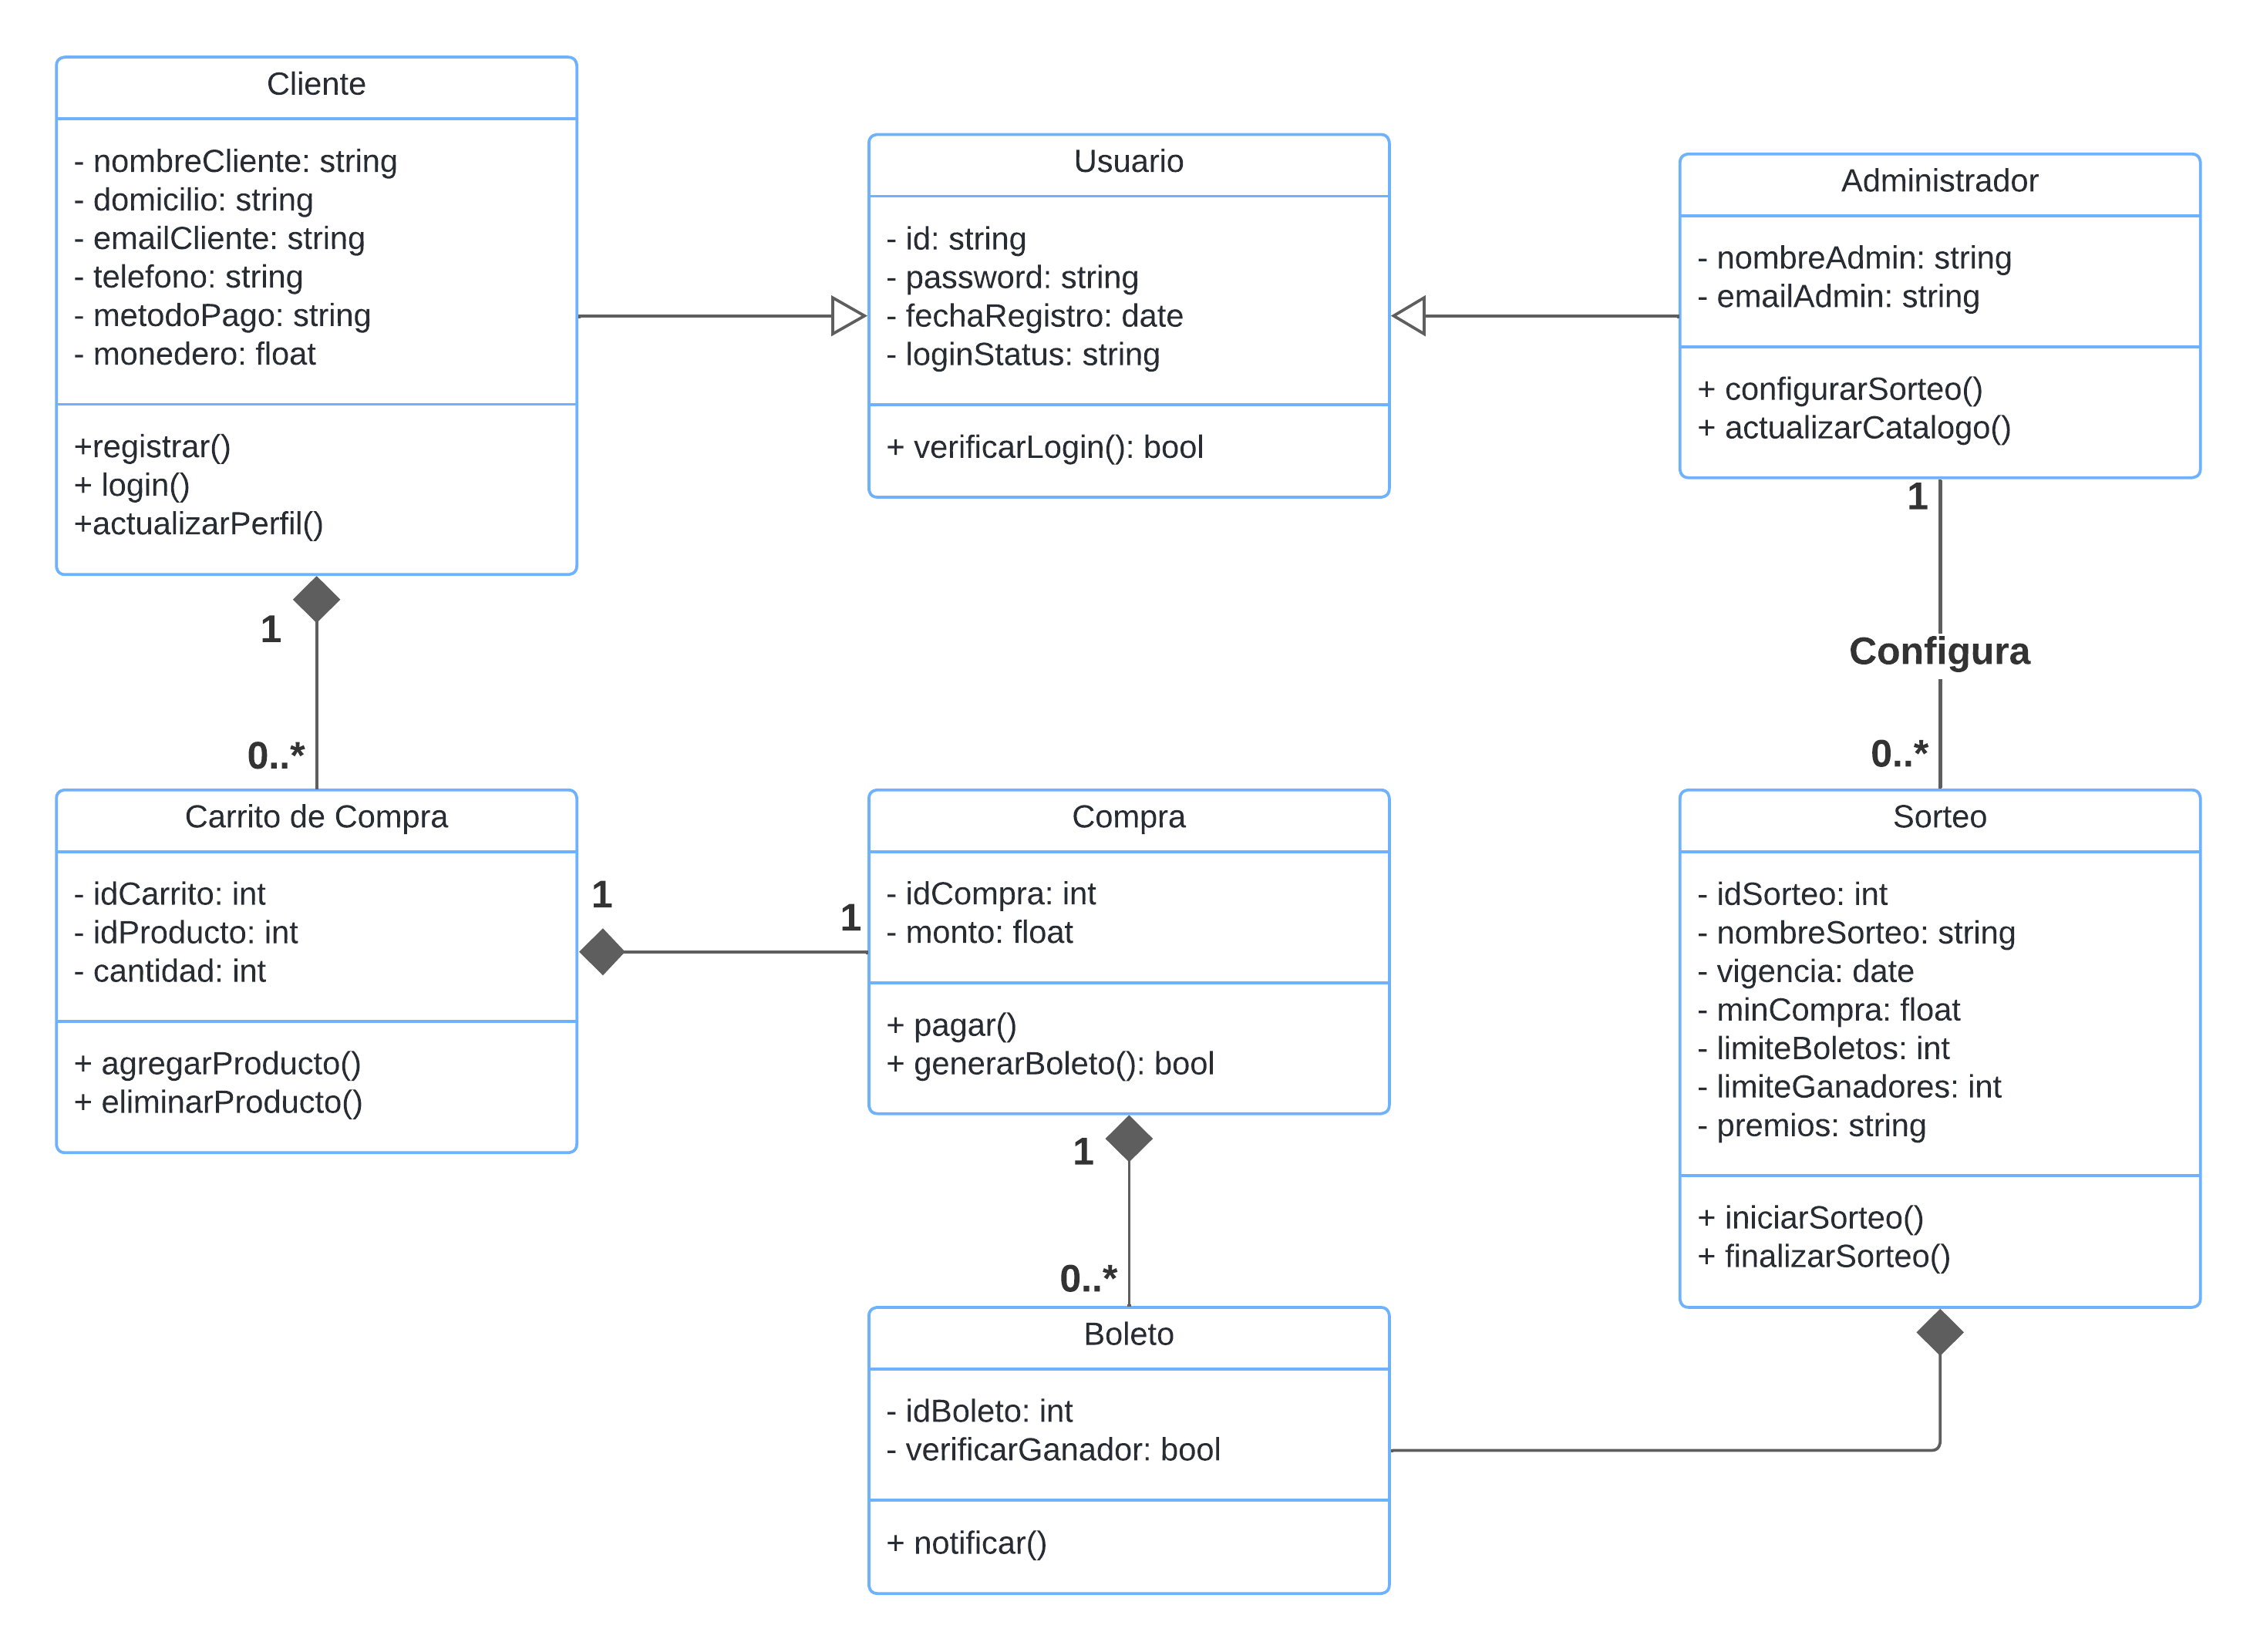 Cliente
- nombreCliente: string
- domicilio: string
- emailCliente: string
- telefono: string
- metodoPago: string
- monedero: float
+registrar()
+ login()
+actualizarPerfil()
Usuario
- id: string
- password: string
- fechaRegistro: date
- loginStatus: string
+ verificarLogin(): bool
Administrador
- nombreAdmin: string
- emailAdmin: string
+ configurarSorteo()
+ actualizarCatalogo()
1
0..*
1
Configura
0..*
Carrito de Compra
- idCarrito: int
- idProducto: int
- cantidad: int
+ agregarProducto()
+ eliminarProducto()
1
1
Compra
- idCompra: int
- monto: float
+ pagar()
+ generarBoleto(): bool
Sorteo
- idSorteo: int
- nombreSorteo: string
- vigencia: date
- minCompra: float
- limiteBoletos: int
- limiteGanadores: int
- premios: string
+ iniciarSorteo()
+ finalizarSorteo()
1
0..*
Boleto
- idBoleto: int
- verificarGanador: bool
+ notificar()